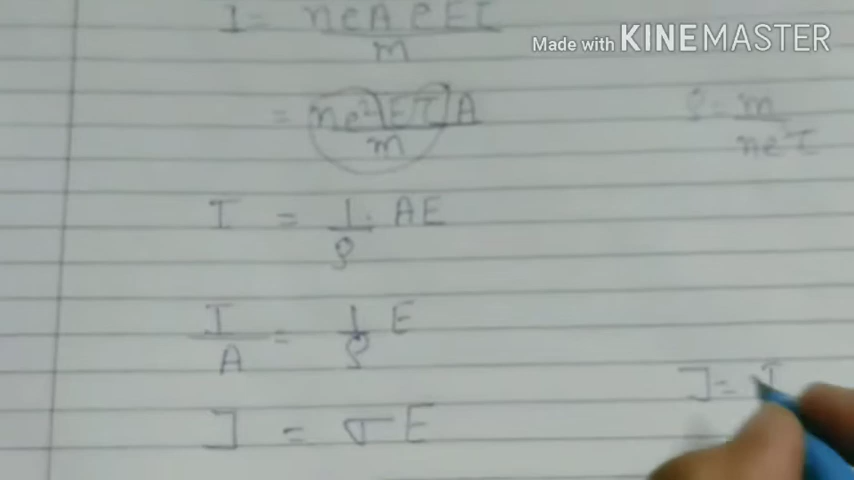 I = neAeEτ
m
Made with KINEMASTER
= ne²Eτ A
m
ρ = m
ne²τ
I = 1 . AE
ρ
I = 1 E
A ρ
J = I
J = σE